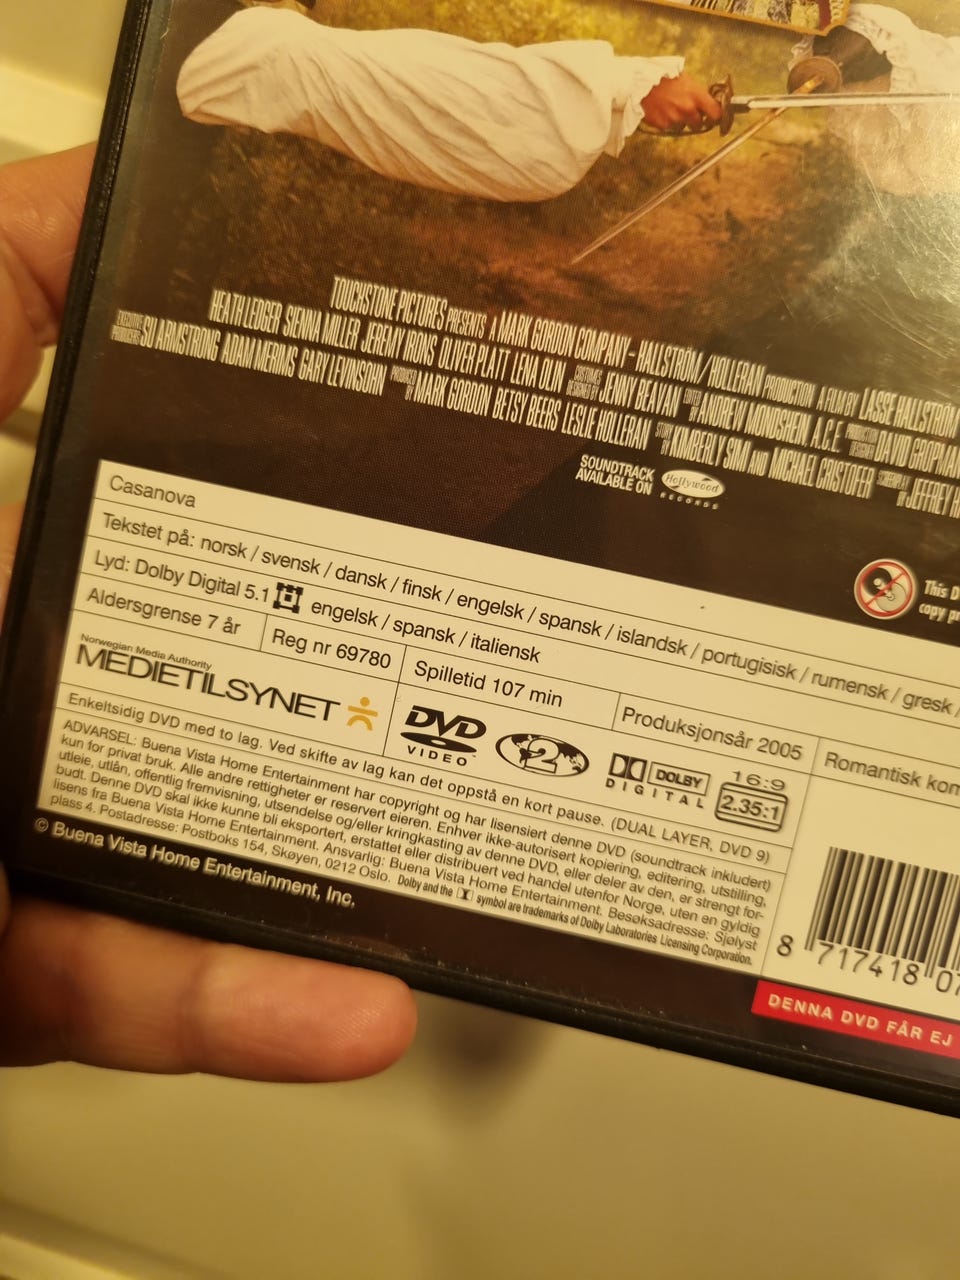 TOUCHSTONE PICTURES PRESENTS A MARK GORDON COMPANY - HALLSTRÖM / HOLLERAN PRODUCTION A FILM BY LASSE HALLSTRÖM
HEATH LEDGER SIENNA MILLER JEREMY IRONS OLIVER PLATT LENA OLIN COSTUMES DESIGNED BY JENNY BEAVAN EDITED BY ANDREW MONDSHEIN, A.C.E. PRODUCTION DESIGNER DAVID
EXECUTIVE PRODUCERS SU ARMSTRONG ADAM MERIMS GARY LEVINSOHN PRODUCED BY MARK GORDON BETSY BEERS LESLIE HOLLERAN STORY BY KIMBERLY SIMI AND MICHAEL CRISTOFER SCREENPLAY BY JEFFREY
SOUNDTRACK
AVAILABLE ON
Hollywood
RECORDS
This D
copy pr
Casanova
Tekstet på: norsk / svensk / dansk / finsk / engelsk / spansk / islandsk / portugisisk / rumensk / gresk /
Lyd: Dolby Digital 5.1 engelsk / spansk / italiensk
Aldersgrense 7 år
Reg nr 69780
Spilletid 107 min
Produksjonsår 2005
Romantisk kom
Norwegian Media Authority
MEDIETILSYNET
DVD
VIDEO
2
DOLBY
DIGITAL
16:9
2.35:1
Enkeltsidig DVD med to lag. Ved skifte av lag kan det oppstå en kort pause. (DUAL LAYER, DVD 9)
ADVARSEL: Buena Vista Home Entertainment har copyright og har lisensiert denne DVD (soundtrack inkludert)
kun for privat bruk. Alle andre rettigheter er reservert eieren. Enhver ikke-autorisert kopiering, editering, utstilling,
utleie, utlån, offentlig fremvisning, utsendelse og/eller kringkasting av denne DVD, eller deler av den, er strengt for-
budt. Denne DVD skal ikke kunne bli eksportert, erstattet eller distribuert ved handel utenfor Norge, uten en gyldig
lisens fra Buena Vista Home Entertainment. Ansvarlig: Buena Vista Home Entertainment. Besøksadresse: Sjølyst
plass 4. Postadresse: Postboks 154, Skøyen, 0212 Oslo. Dolby and the symbol are trademarks of Dolby Laboratories Licensing Corporation.
© Buena Vista Home Entertainment, Inc.
8 717418 07
DENNA DVD FÅR EJ